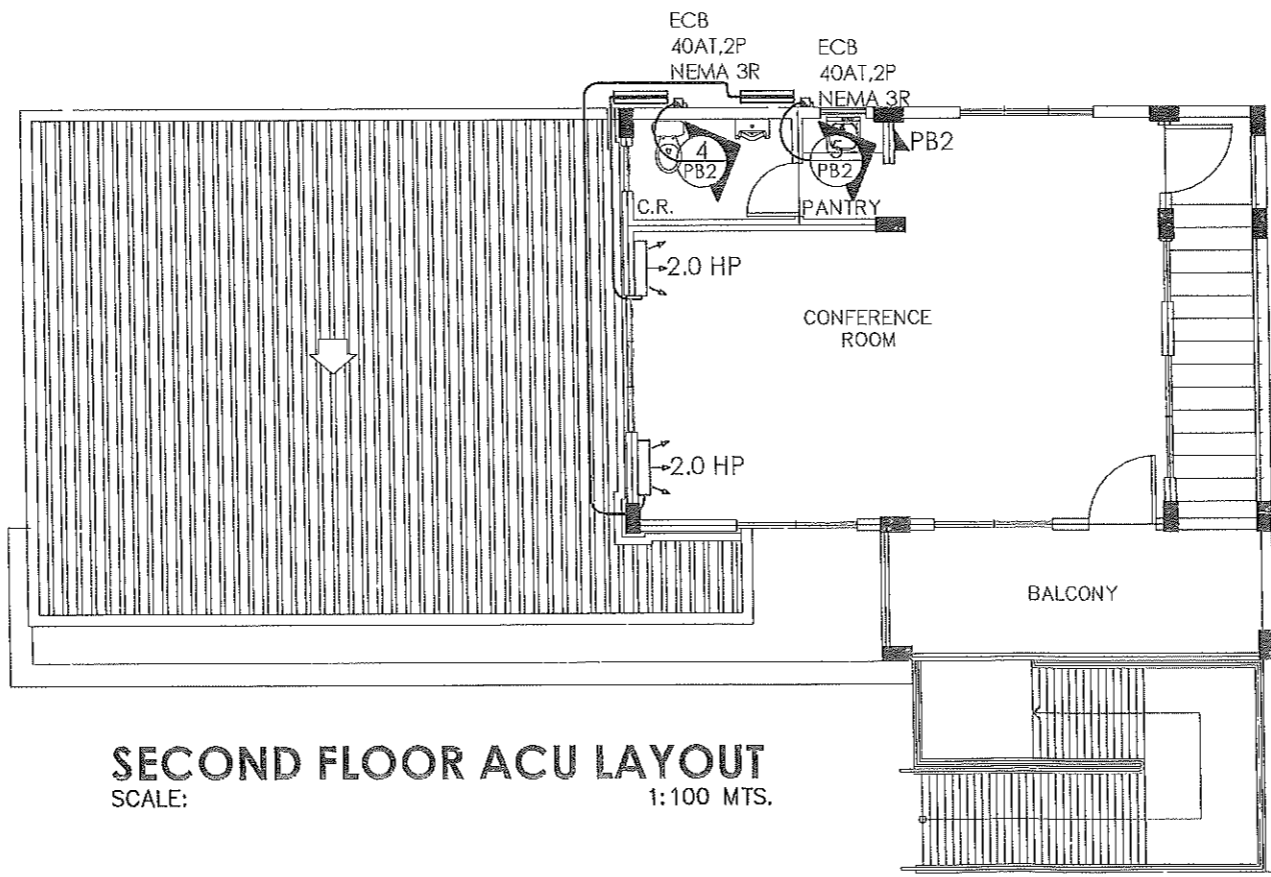 ECB
40AT,2P
NEMA 3R
ECB
40AT,2P
NEMA 3R
4
PB2
5
PB2
PB2
C.R.
PANTRY
2.0 HP
CONFERENCE
ROOM
2.0 HP
BALCONY
SECOND FLOOR ACU LAYOUT
SCALE: 1:100 MTS.